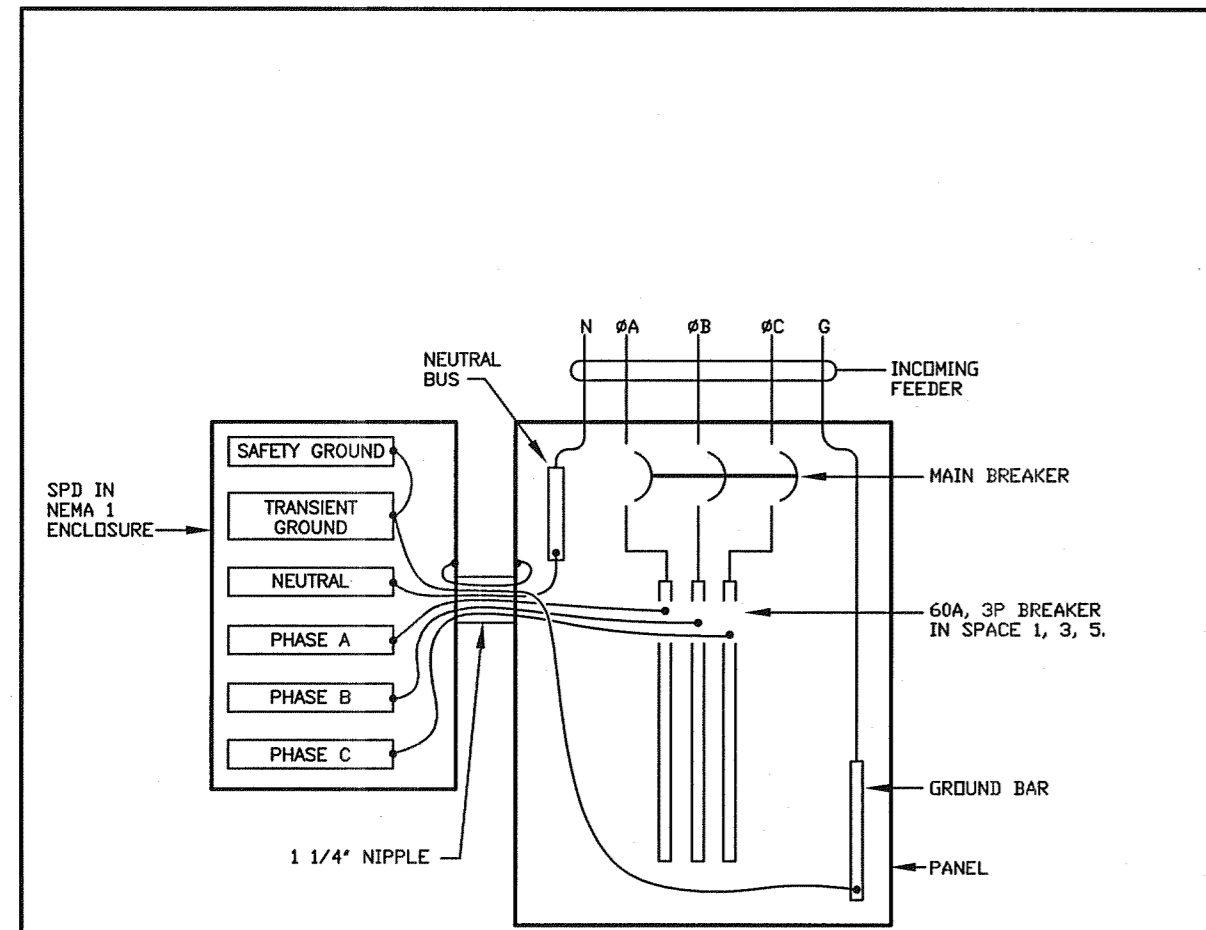 N ØA ØB ØC G
NEUTRAL
BUS
INCOMING
FEEDER
SAFETY GROUND
TRANSIENT
GROUND
NEUTRAL
PHASE A
PHASE B
PHASE C
SPD IN
NEMA 1
ENCLOSURE
MAIN BREAKER
60A, 3P BREAKER
IN SPACE 1, 3, 5.
GROUND BAR
1 1/4" NIPPLE
PANEL